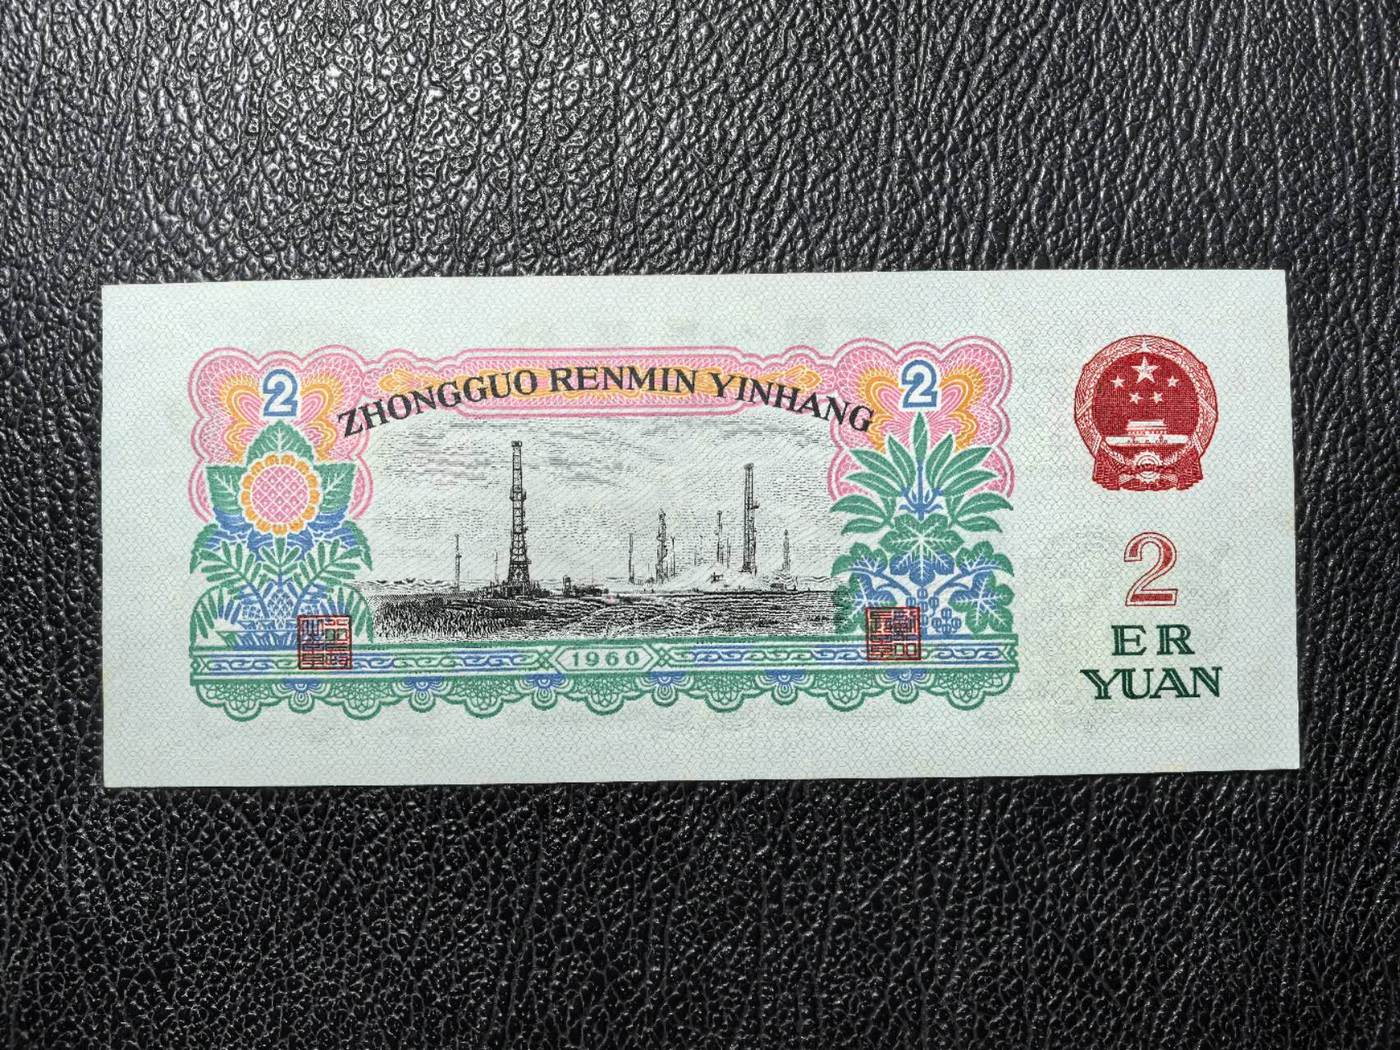 2
ZHONGGUO RENMIN YINHANG
2
1960
2
ER
YUAN